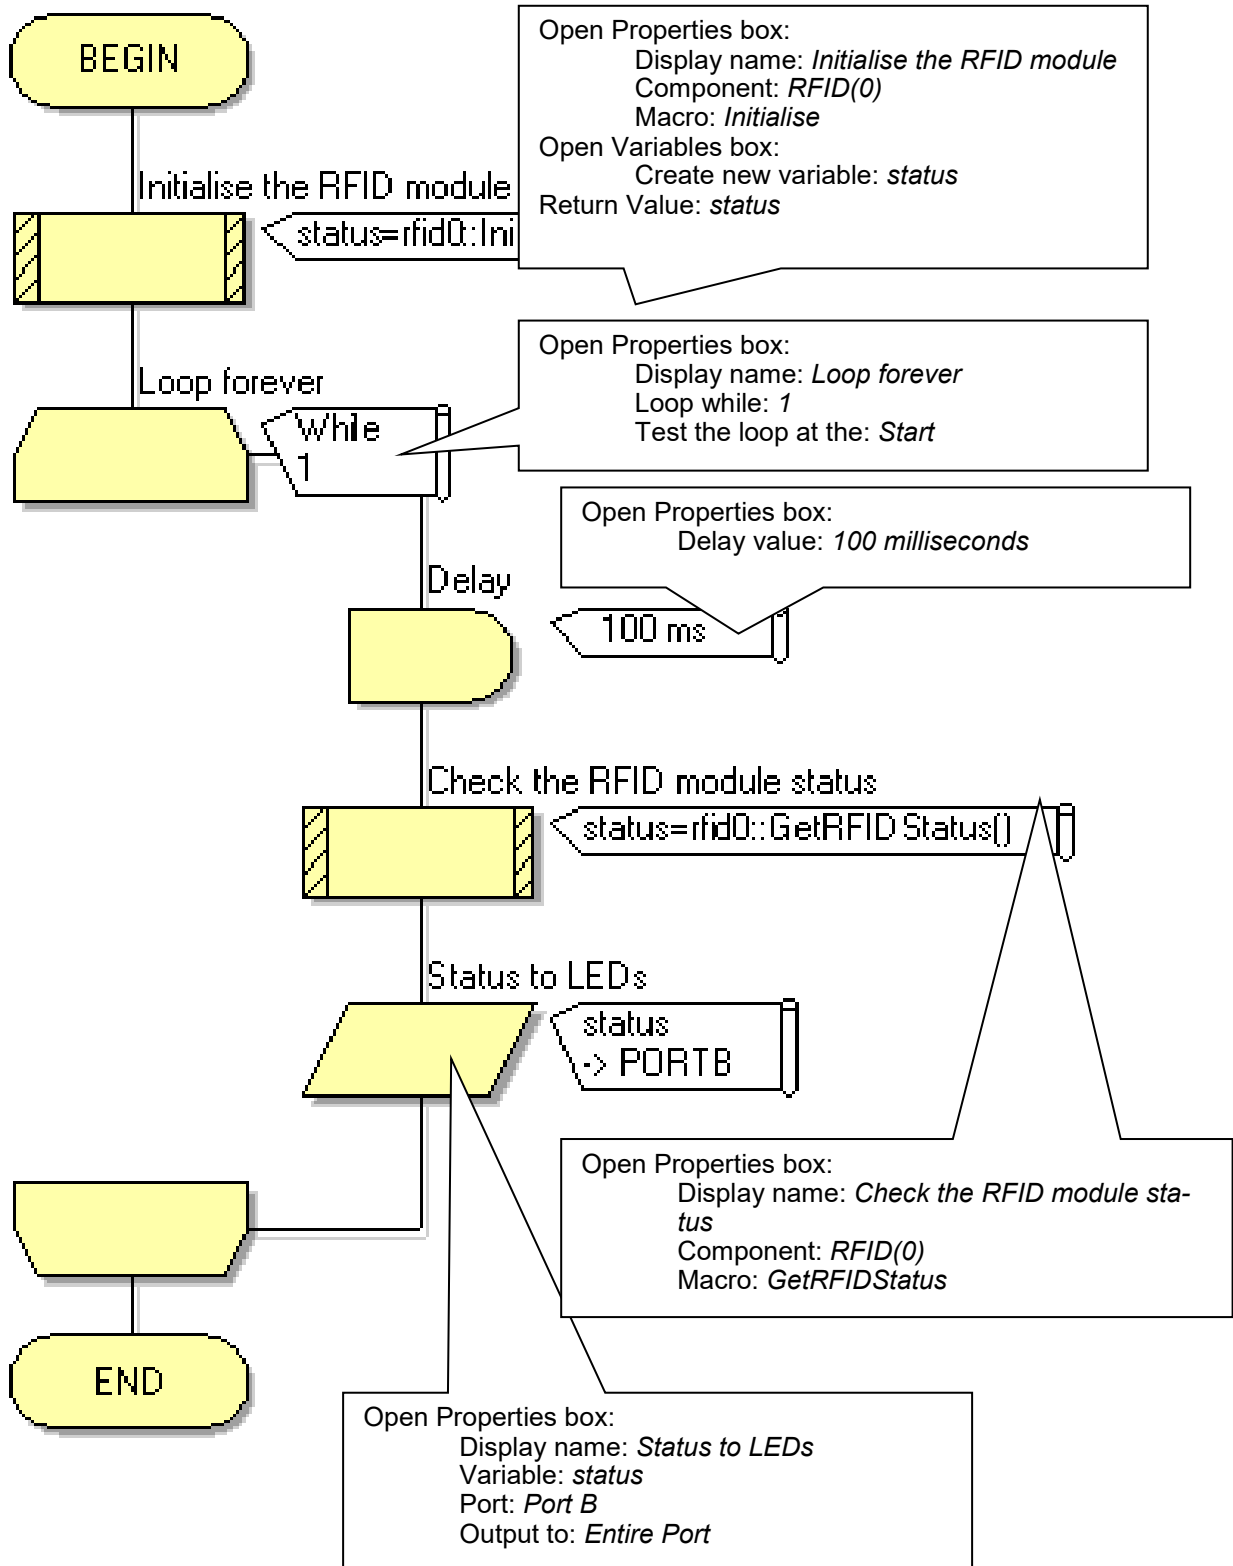 BEGIN
Open Properties box:
Display name: Initialise the RFID module
Component: RFID(0)
Macro: Initialise
Open Variables box:
Create new variable: status
Return Value: status
Initialise the RFID module
status=rfid0::Ini
Open Properties box:
Display name: Loop forever
Loop while: 1
Test the loop at the: Start
Loop forever
While
1
Open Properties box:
Delay value: 100 milliseconds
Delay
100 ms
Check the RFID module status
status=rfid0::GetRFIDStatus()
Status to LEDs
status
-> PORTB
Open Properties box:
Display name: Check the RFID module sta-
tus
Component: RFID(0)
Macro: GetRFIDStatus
END
Open Properties box:
Display name: Status to LEDs
Variable: status
Port: Port B
Output to: Entire Port